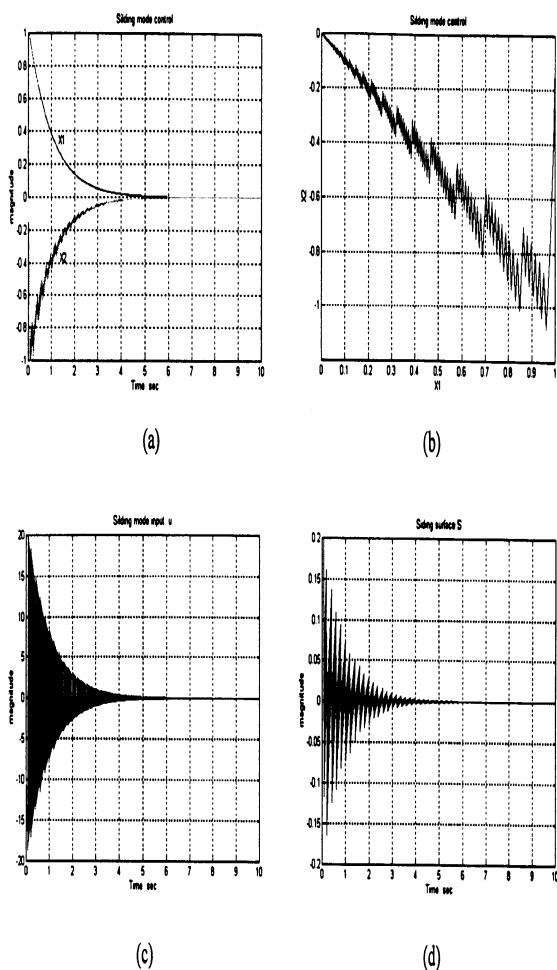 Silding mode control
1
0.8
0.6
0.4
0.2
0
-0.2
-0.4
-0.6
-0.8
-1
magnitude
X1
X2
0 1 2 3 4 5 6 7 8 9 10
Time sec
(a)
Silding mode control
0
-0.2
-0.4
-0.6
-0.8
-1
X2
0 0.1 0.2 0.3 0.4 0.5 0.6 0.7 0.8 0.9 1
X1
(b)
Silding mode input u
20
15
10
5
0
-5
-10
-15
-20
magnitude
0 1 2 3 4 5 6 7 8 9 10
Time sec
(c)
Siding surface S
0.2
0.15
0.1
0.05
0
-0.05
-0.1
-0.15
-0.2
magnitude
0 1 2 3 4 5 6 7 8 9 10
Time sec
(d)